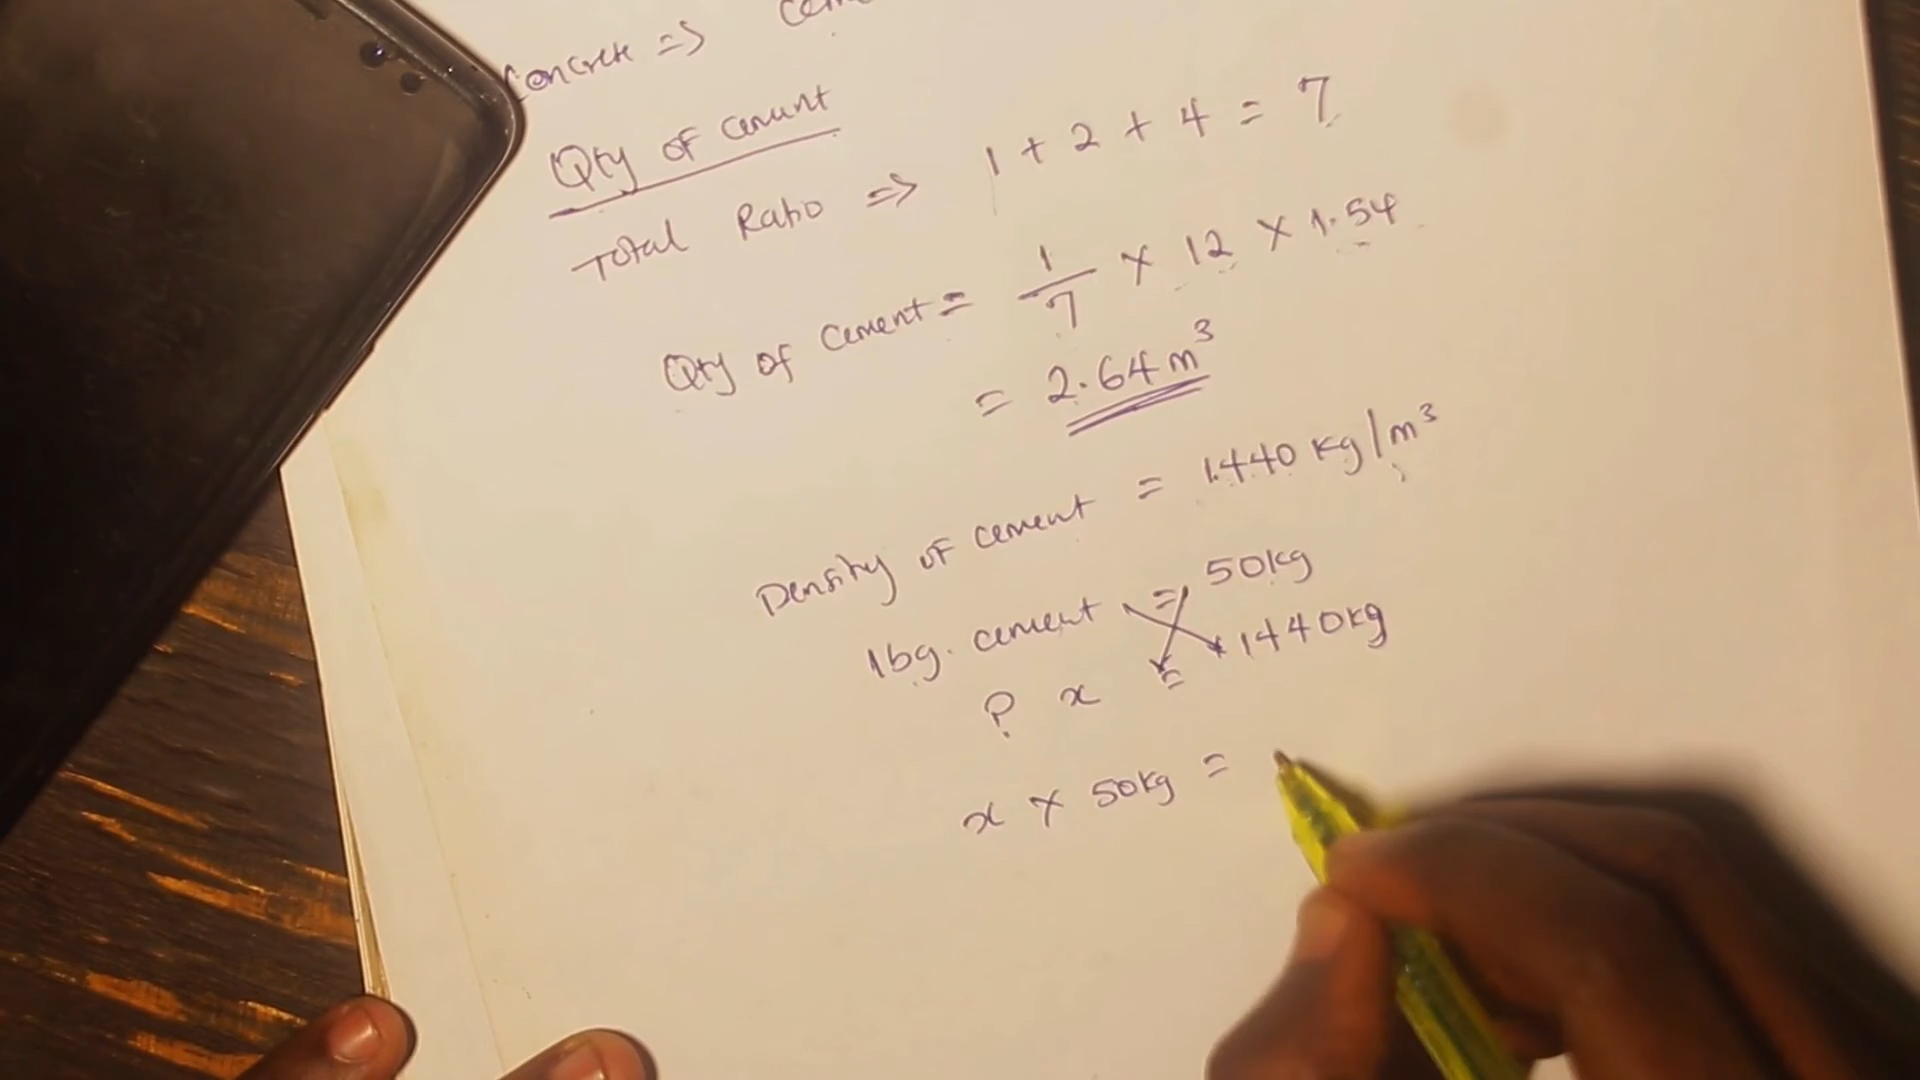 Concrete =>
Qty of cement
Total Ratio => 1 + 2 + 4 = 7
Qty of Cement = 1/7 × 12 × 1.54
= 2.64 m³
Density of cement = 1440 kg/m³
1bg. cement = 50kg
? x = 1440kg
x × 50kg =